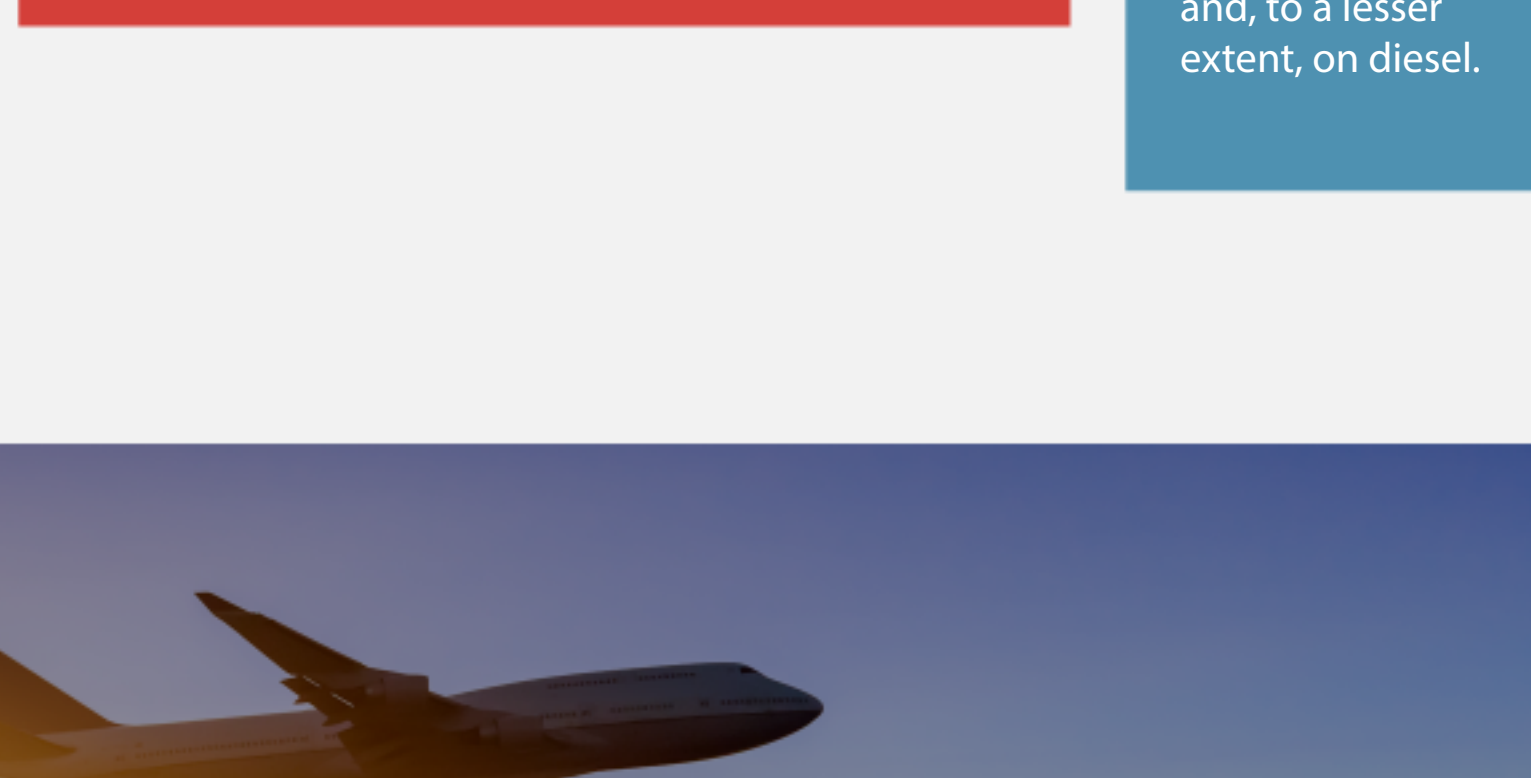 and, to a lesser
extent, on diesel.